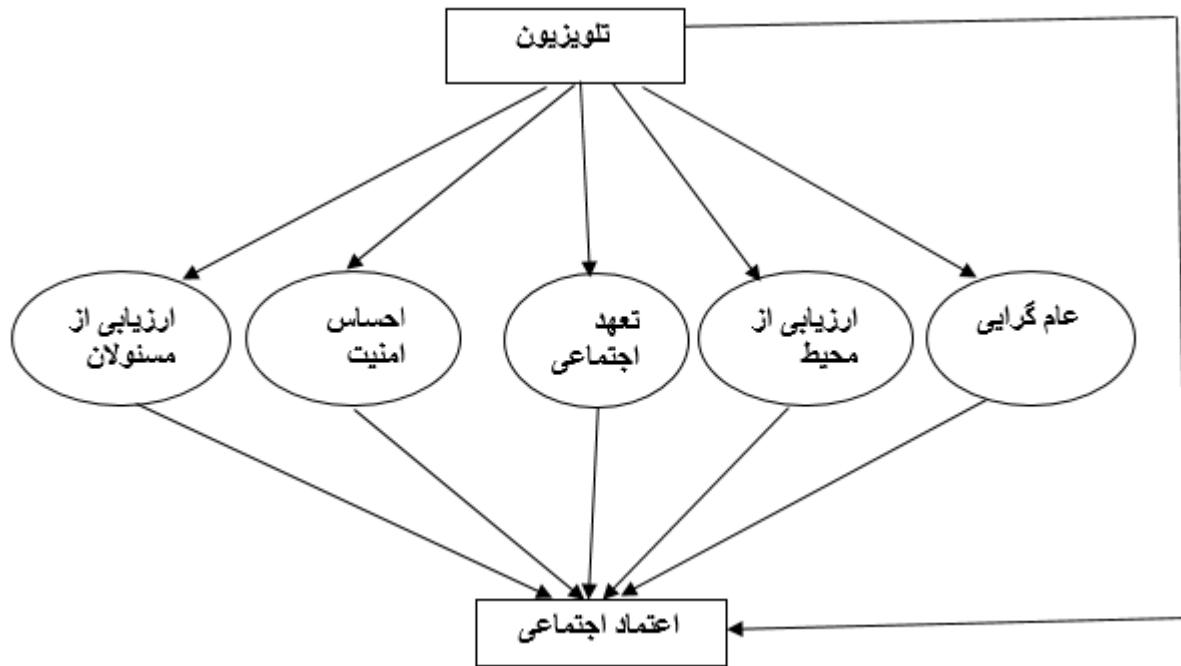 تلویزیون
عام گرایی
ارزیابی از
محیط
تعهد
اجتماعی
احساس
امنیت
ارزیابی از
مسئولان
اعتماد اجتماعی